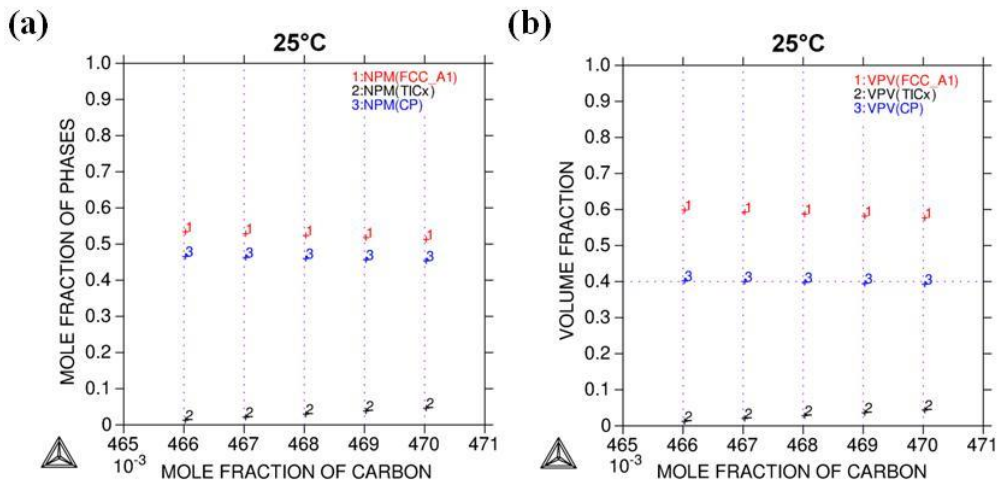 (a)
25°C
1:NPM(FCC_A1)
2:NPM(TICx)
3:NPM(CP)
MOLE FRACTION OF PHASES
1.0
0.9
0.8
0.7
0.6
0.5
0.4
0.3
0.2
0.1
0
1 1 1 1 1
3 3 3 3 3
2 2 2 2 2
465 466 467 468 469 470 471
10⁻³ MOLE FRACTION OF CARBON
(b)
25°C
1:VPV(FCC_A1)
2:VPV(TICx)
3:VPV(CP)
VOLUME FRACTION
1.0
0.9
0.8
0.7
0.6
0.5
0.4
0.3
0.2
0.1
0
1 1 1 1 1
3 3 3 3 3
2 2 2 2 2
465 466 467 468 469 470 471
10⁻³ MOLE FRACTION OF CARBON